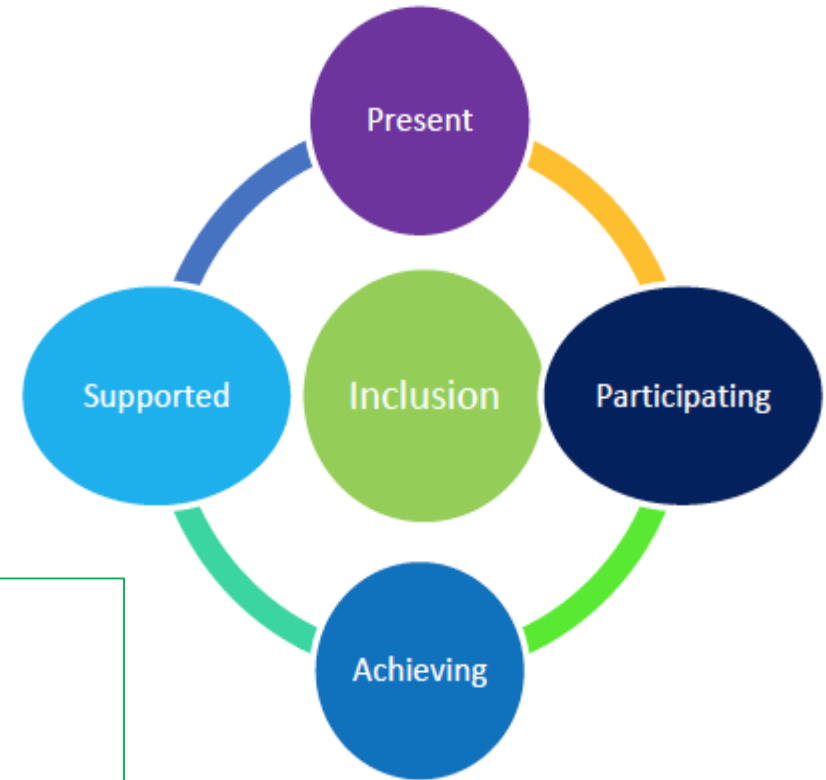 Present
Supported
Inclusion
Participating
Achieving